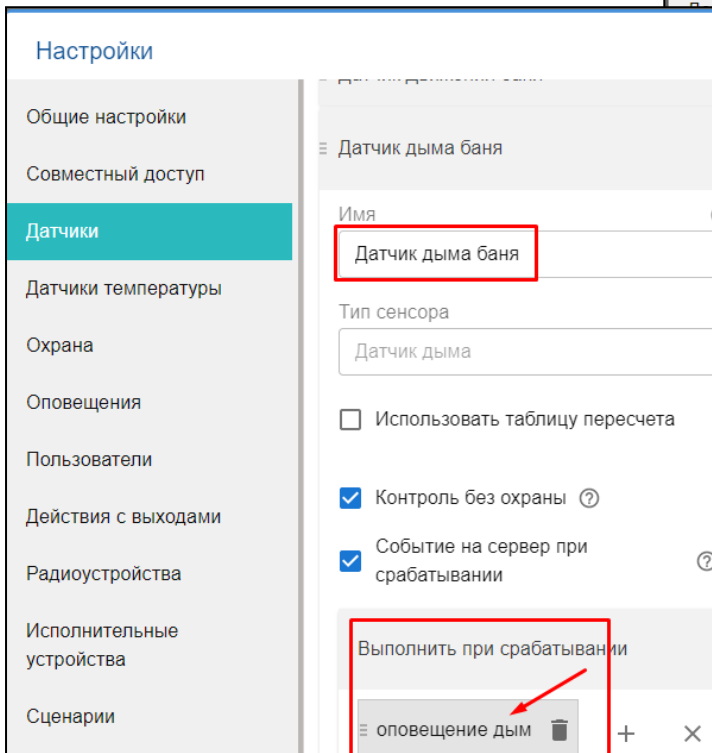 Настройки
Общие настройки
Совместный доступ
Датчики
Датчики температуры
Охрана
Оповещения
Пользователи
Действия с выходами
Радиоустройства
Исполнительные
устройства
Сценарии
Датчик дыма баня
Имя
Датчик дыма баня
Тип сенсора
Датчик дыма
Использовать таблицу пересчета
Контроль без охраны
Событие на сервер при
срабатывании
Выполнить при срабатывании
оповещение дым